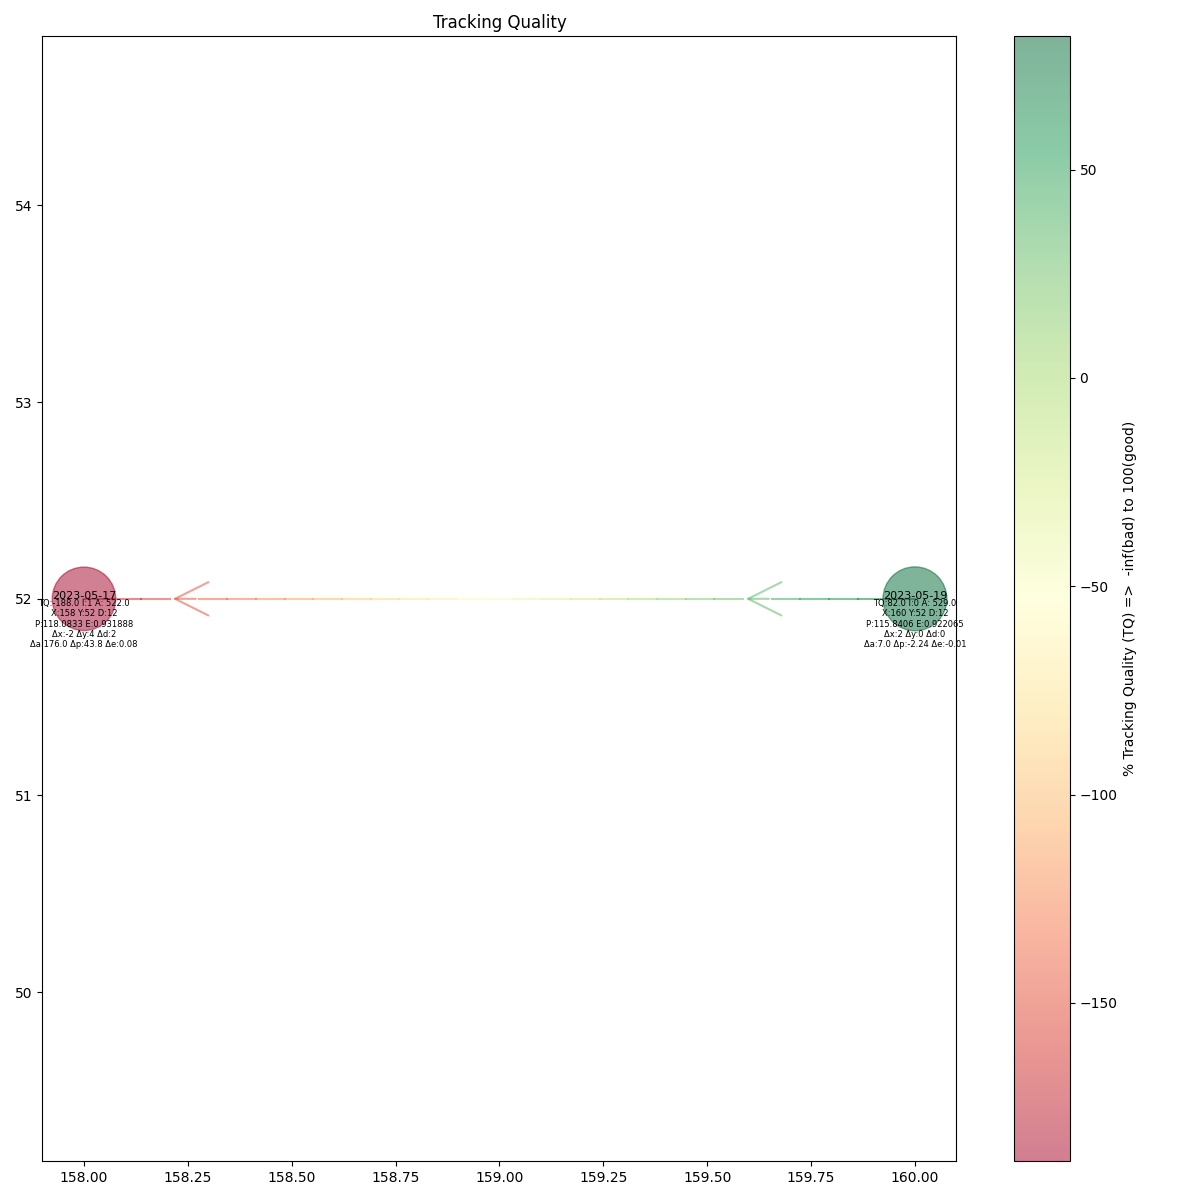 Tracking Quality
54
53
52
51
50
2023-05-17
TQ:-188.0 I:1 A: 522.0
X:158 Y:52 D:12
P:118.0833 E:0.931888
Δx:-2 Δy:4 Δd:2
Δa:176.0 Δp:43.8 Δe:0.08
2023-05-19
TQ:82.0 I:0 A: 529.0
X:160 Y:52 D:12
P:115.8406 E:0.922065
Δx:2 Δy:0 Δd:0
Δa:7.0 Δp:-2.24 Δe:-0.01
158.00 158.25 158.50 158.75 159.00 159.25 159.50 159.75 160.00
50
0
−50
−100
−150
% Tracking Quality (TQ) => -inf(bad) to 100(good)